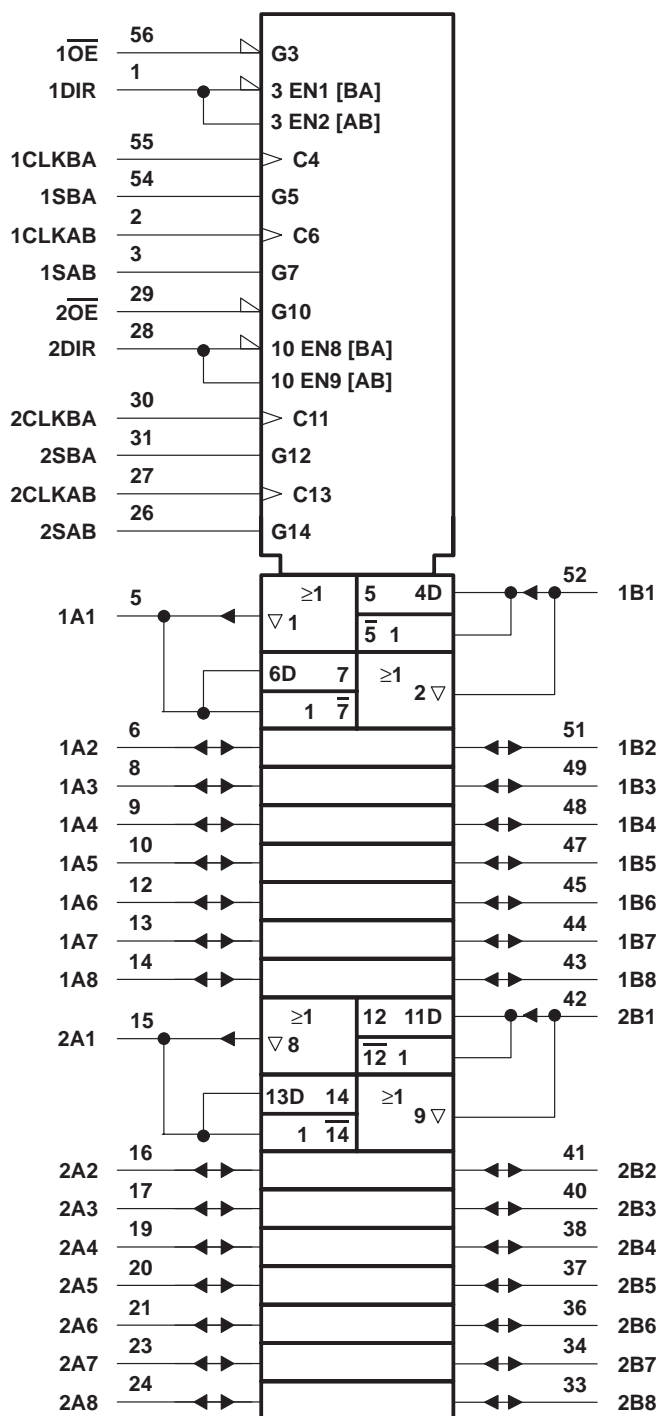 56
1O̅E̅ G3
1
1DIR 3 EN1 [BA]
3 EN2 [AB]
55
1CLKBA C4
54
1SBA G5
2
1CLKAB C6
3
1SAB G7
29
2O̅E̅ G10
28
2DIR 10 EN8 [BA]
10 EN9 [AB]
30
2CLKBA C11
31
2SBA G12
27
2CLKAB C13
26
2SAB G14
5 ≥1 5 4D 52
1A1 ▽ 1 5̅ 1 1B1
6D 7 ≥1
1 7̅ 2 ▽
6 51
1A2 1B2
8 49
1A3 1B3
9 48
1A4 1B4
10 47
1A5 1B5
12 45
1A6 1B6
13 44
1A7 1B7
14 43
1A8 1B8
15 ≥1 12 11D 42
2A1 ▽ 8 1̅2̅ 1 2B1
13D 14 ≥1
1 1̅4̅ 9 ▽
16 41
2A2 2B2
17 40
2A3 2B3
19 38
2A4 2B4
20 37
2A5 2B5
21 36
2A6 2B6
23 34
2A7 2B7
24 33
2A8 2B8